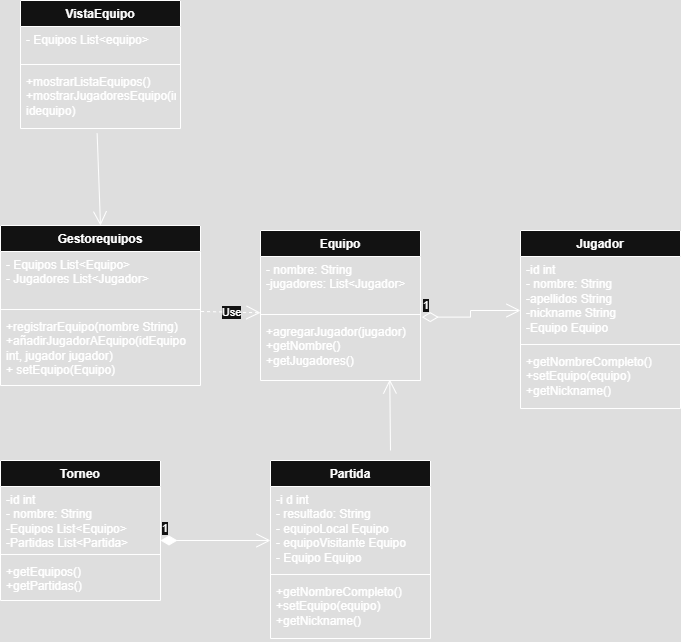 VistaEquipo
- Equipos List<equipo>
+mostrarListaEquipos()
+mostrarJugadoresEquipo(i
idequipo)
Gestorequipos
- Equipos List<Equipo>
- Jugadores List<Jugador>
+registrarEquipo(nombre String)
+añadirJugadorAEquipo(idEquipo
int, jugador jugador)
+ setEquipo(Equipo)
Use
Equipo
- nombre: String
-jugadores: List<Jugador>
+agregarJugador(jugador)
+getNombre()
+getJugadores()
1
Jugador
-id int
- nombre: String
-apellidos String
-nickname String
-Equipo Equipo
+getNombreCompleto()
+setEquipo(equipo)
+getNickname()
Torneo
-id int
- nombre: String
-Equipos List<Equipo>
-Partidas List<Partida>
+getEquipos()
+getPartidas()
1
Partida
-i d int
- resultado: String
- equipoLocal Equipo
- equipoVisitante Equipo
- Equipo Equipo
+getNombreCompleto()
+setEquipo(equipo)
+getNickname()